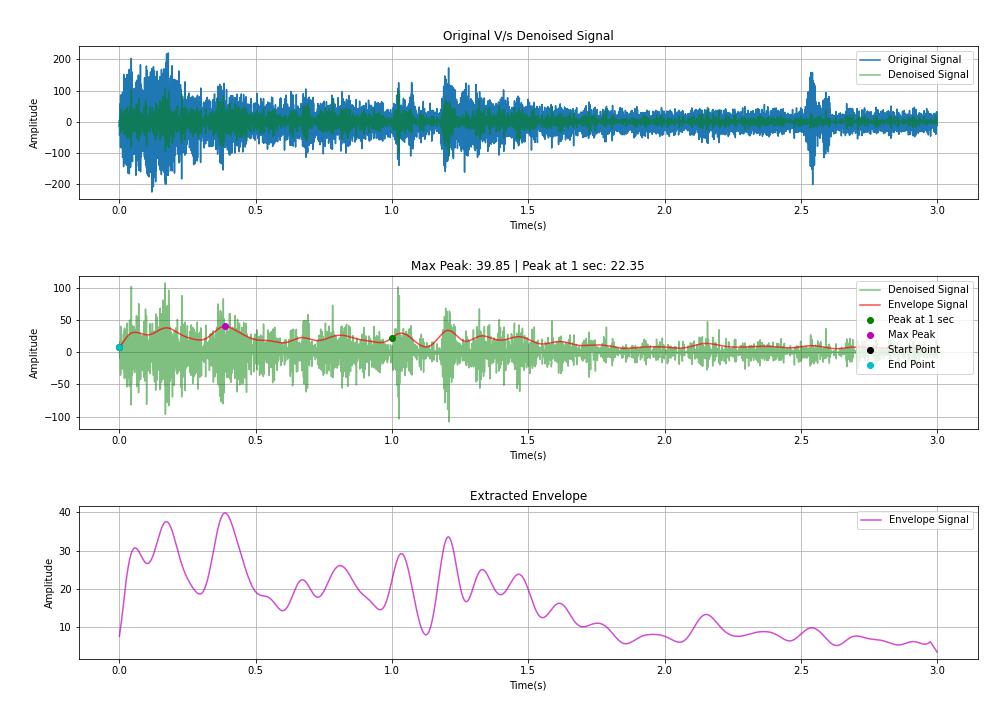 Original V/s Denoised Signal
Amplitude
200
100
0
−100
−200
Original Signal
Denoised Signal
0.0 0.5 1.0 1.5 2.0 2.5 3.0
Time(s)
Max Peak: 39.85 | Peak at 1 sec: 22.35
Amplitude
100
50
0
−50
−100
Denoised Signal
Envelope Signal
Peak at 1 sec
Max Peak
Start Point
End Point
0.0 0.5 1.0 1.5 2.0 2.5 3.0
Time(s)
Extracted Envelope
Amplitude
40
30
20
10
Envelope Signal
0.0 0.5 1.0 1.5 2.0 2.5 3.0
Time(s)